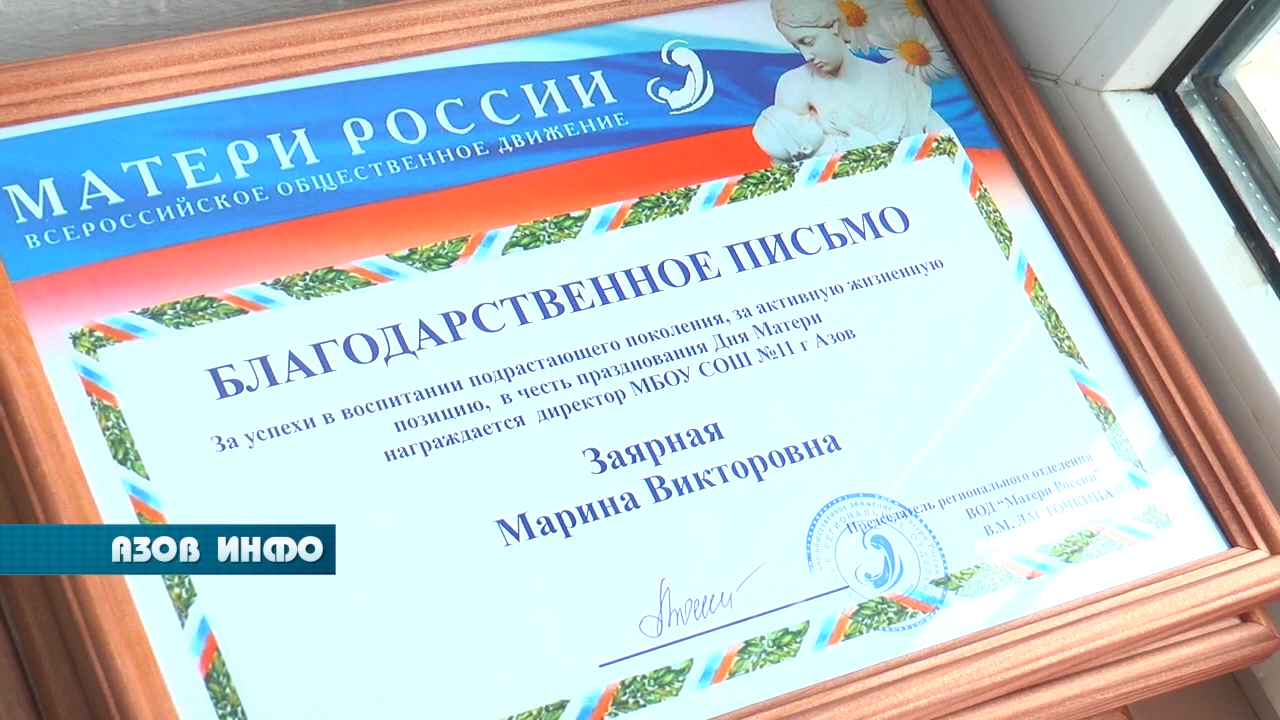 МАТЕРИ РОССИИ
ВСЕРОССИЙСКОЕ ОБЩЕСТВЕННОЕ ДВИЖЕНИЕ
БЛАГОДАРСТВЕННОЕ ПИСЬМО
За успехи в воспитании подрастающего поколения, за активную жизненную
позицию, в честь празднования Дня Матери
награждается директор МБОУ СОШ №11 г Азов
Заярная
Марина Викторовна
Председатель регионального отделения
ВОД "Матери России"
В.М. ЛАСТОЧКИНА
АЗОВ ИНФО